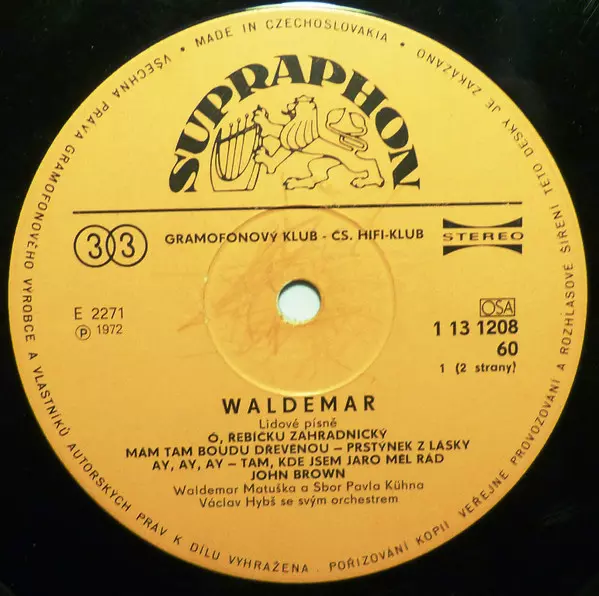 VŠECHNA PRÁVA GRAMOFONOVÉHO VÝROBCE A VLASTNÍKŮ AUTORSKÝCH PRÁV K DÍLU VYHRAŽENA · POŘIZOVÁNÍ KOPIÍ VEŘEJNÉ PROVOZOVÁNÍ A ROZHLASOVÉ ŠÍŘENÍ TÉTO DESKY JE ZAKÁZÁNO · MADE IN CZECHOSLOVAKIA ·
SUPRAPHON
33 GRAMOFONOVÝ KLUB - ČS. HIFI-KLUB STEREO
E 2271
℗ 1972
OSA
1 13 1208
60
1 (2 strany)
WALDEMAR
Lidové písně
Ó, REBÍČKU ZAHRADNICKÝ
MÁM TAM BOUDU DŘEVĚNOU – PRSTÝNEK Z LÁSKY
AY, AY, AY – TAM, KDE JSEM JARO MĚL RÁD
JOHN BROWN
Waldemar Matuška a Sbor Pavla Kühna
Václav Hybš se svým orchestrem